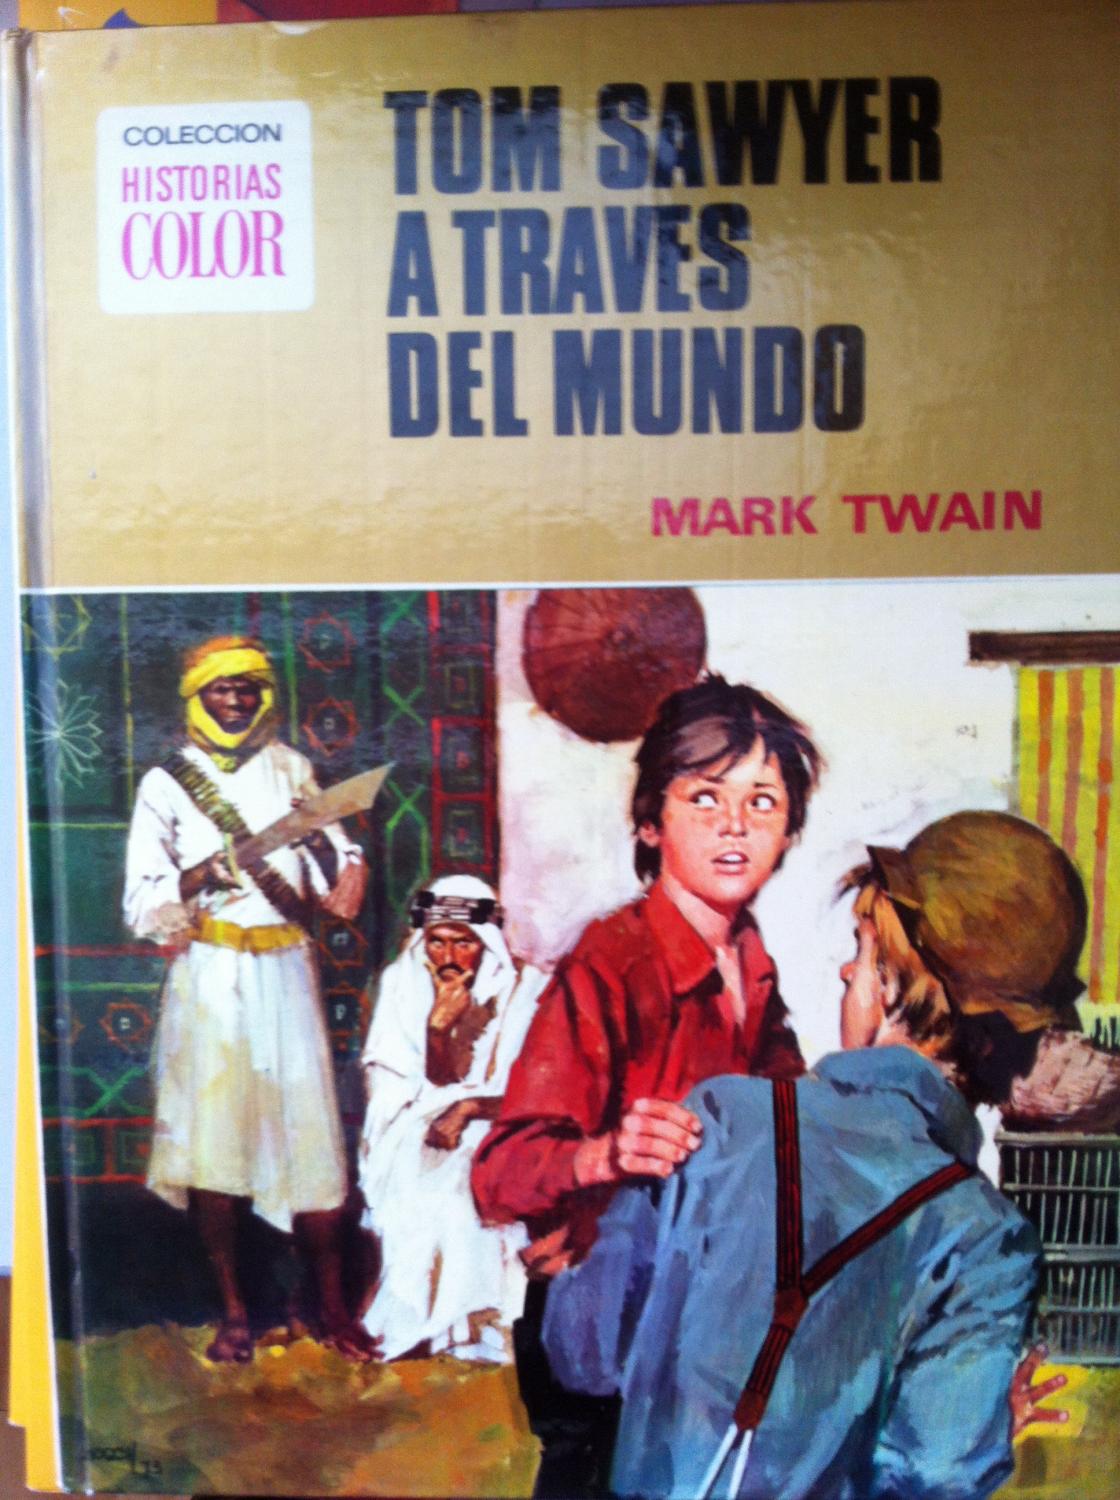 COLECCION
HISTORIAS
COLOR
TOM SAWYER
A TRAVES
DEL MUNDO
MARK TWAIN